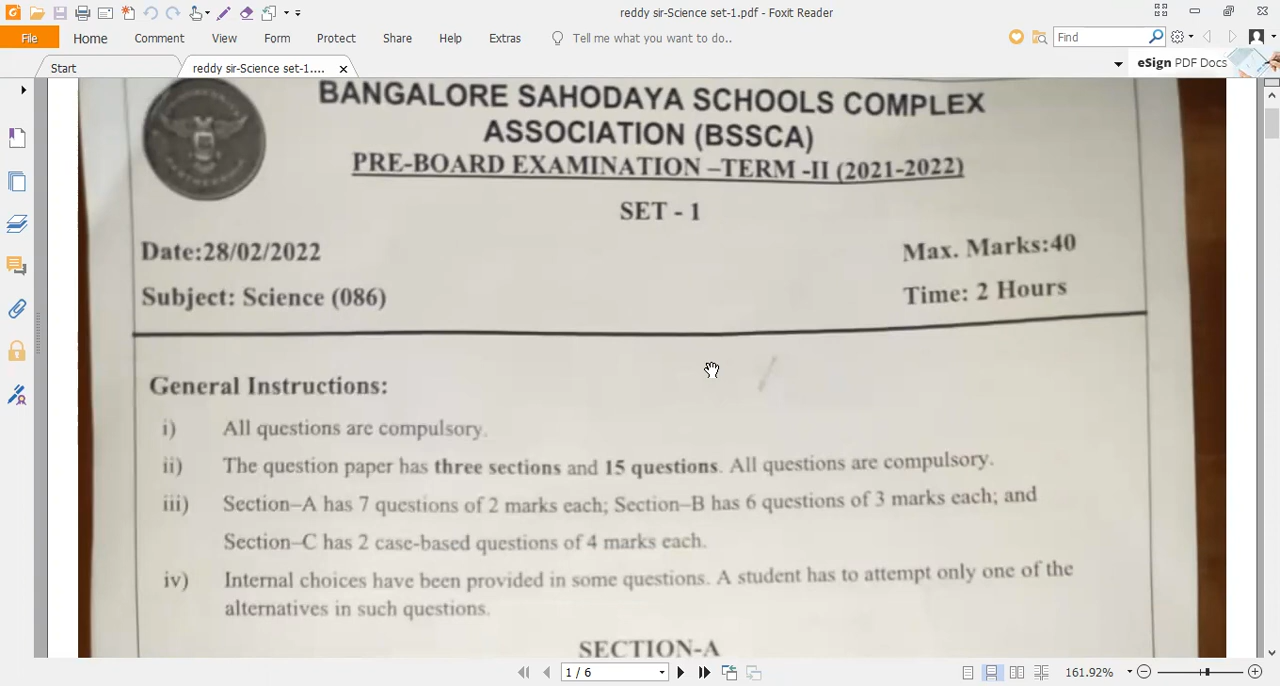 reddy sir-Science set-1.pdf - Foxit Reader
File Home Comment View Form Protect Share Help Extras Tell me what you want to do.. Find
Start reddy sir-Science set-1.... eSign PDF Docs
BANGALORE SAHODAYA SCHOOLS COMPLEX
ASSOCIATION (BSSCA)
PRE-BOARD EXAMINATION –TERM -II (2021-2022)
SET - 1
Date:28/02/2022 Max. Marks:40
Subject: Science (086) Time: 2 Hours
General Instructions:
i) All questions are compulsory.
ii) The question paper has three sections and 15 questions. All questions are compulsory.
iii) Section–A has 7 questions of 2 marks each; Section–B has 6 questions of 3 marks each; and
Section–C has 2 case-based questions of 4 marks each.
iv) Internal choices have been provided in some questions. A student has to attempt only one of the
alternatives in such questions.
SECTION-A
1 / 6 161.92%